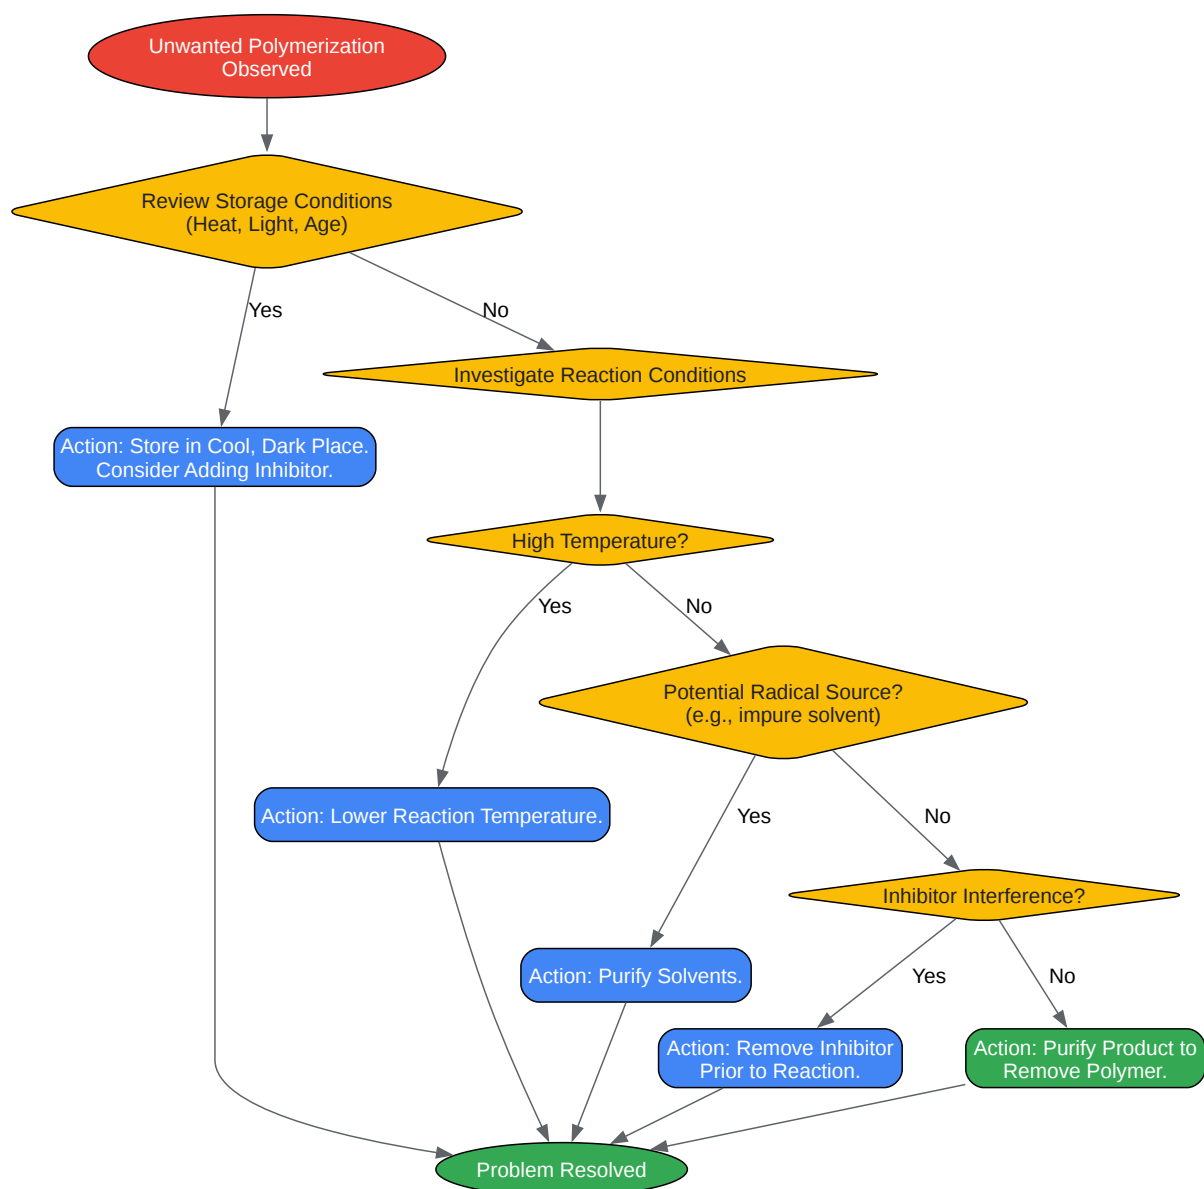 Unwanted Polymerization
Observed
Review Storage Conditions
(Heat, Light, Age)
Yes
No
Investigate Reaction Conditions
Action: Store in Cool, Dark Place.
Consider Adding Inhibitor.
High Temperature?
Yes
No
Potential Radical Source?
(e.g., impure solvent)
Action: Lower Reaction Temperature.
Yes
No
Inhibitor Interference?
Action: Purify Solvents.
Yes
No
Action: Remove Inhibitor
Prior to Reaction.
Action: Purify Product to
Remove Polymer.
Problem Resolved